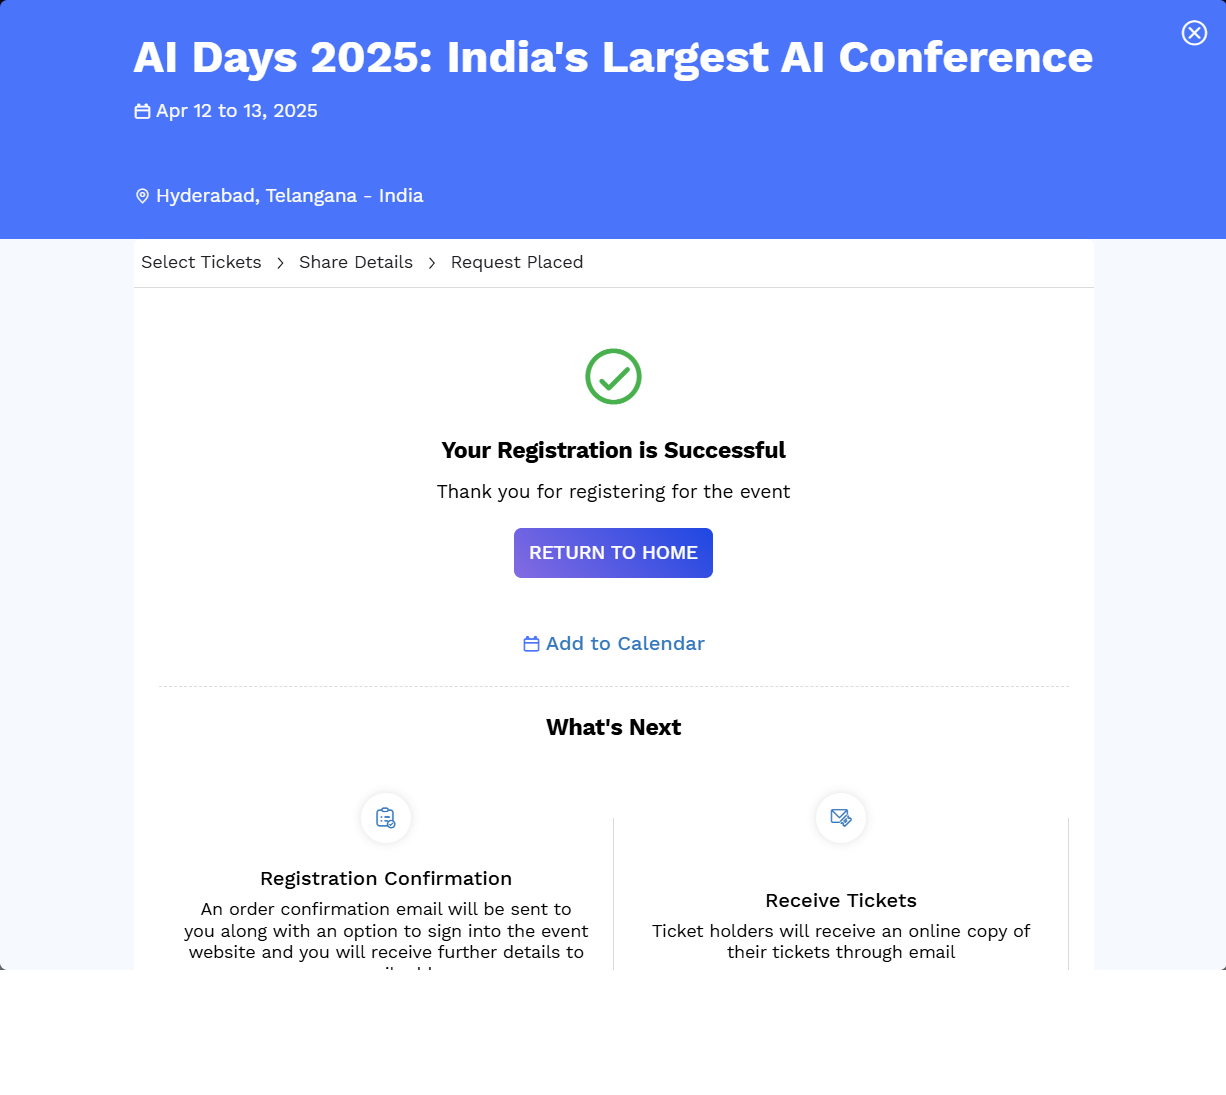 AI Days 2025: India's Largest AI Conference
Apr 12 to 13, 2025
Hyderabad, Telangana - India
Select Tickets > Share Details > Request Placed
Your Registration is Successful
Thank you for registering for the event
RETURN TO HOME
Add to Calendar
What's Next
Registration Confirmation
An order confirmation email will be sent to
you along with an option to sign into the event
website and you will receive further details to
Receive Tickets
Ticket holders will receive an online copy of
their tickets through email